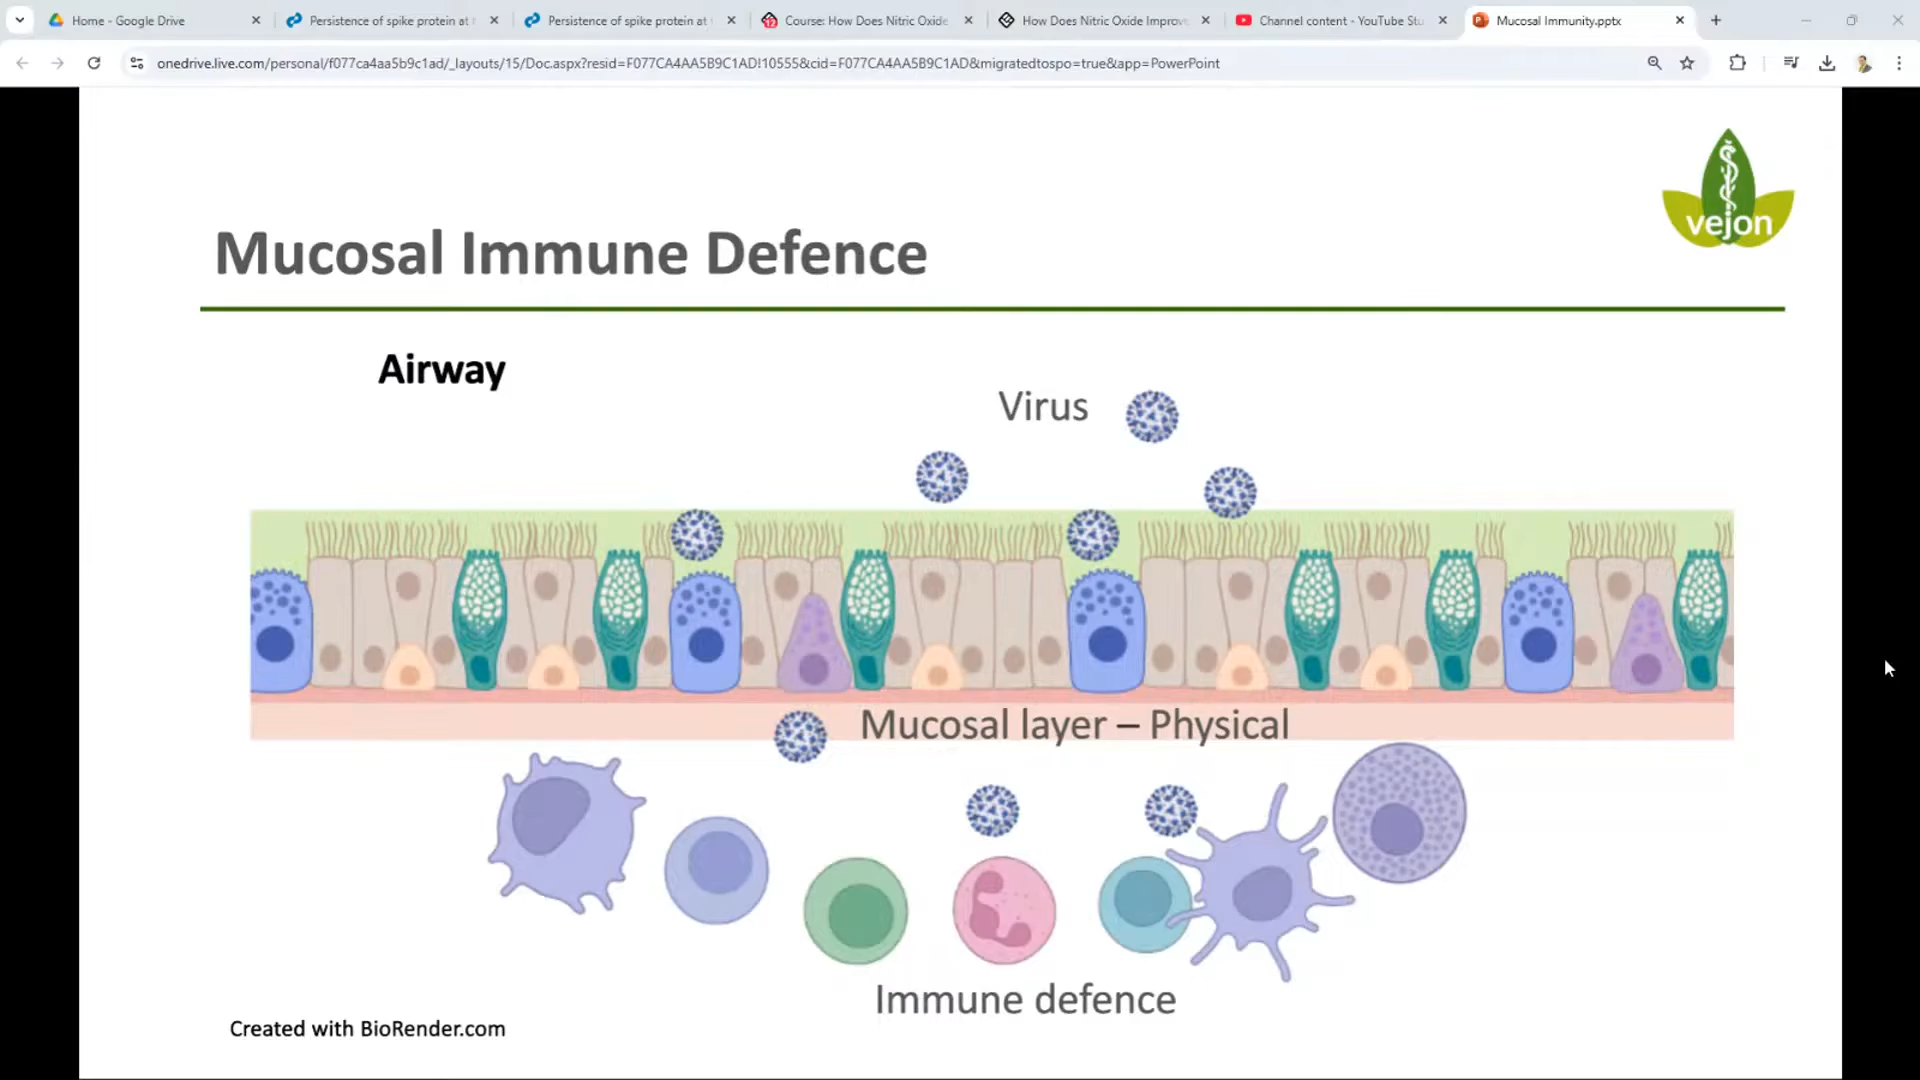 Home - Google Drive
Persistence of spike protein at
Persistence of spike protein at
Course: How Does Nitric Oxide
How Does Nitric Oxide Improv
Channel content - YouTube Stu
Mucosal Immunity.pptx
onedrive.live.com/personal/f077ca4aa5b9c1ad/_layouts/15/Doc.aspx?resid=F077CA4AA5B9C1AD!10555&cid=F077CA4AA5B9C1AD&migratedtospo=true&app=PowerPoint
vejon
Mucosal Immune Defence
Airway
Virus
Mucosal layer – Physical
Immune defence
Created with BioRender.com